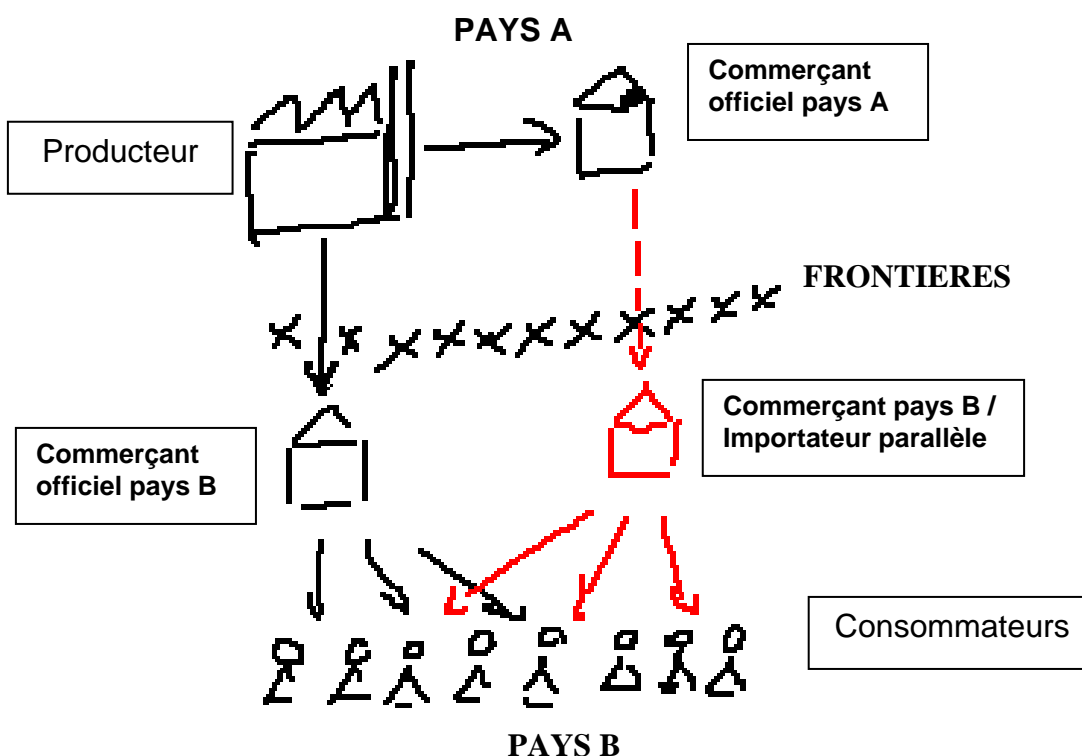 PAYS A
Commerçant
officiel pays A
Producteur
FRONTIERES
Commerçant pays B /
Importateur parallèle
Commerçant
officiel pays B
Consommateurs
PAYS B